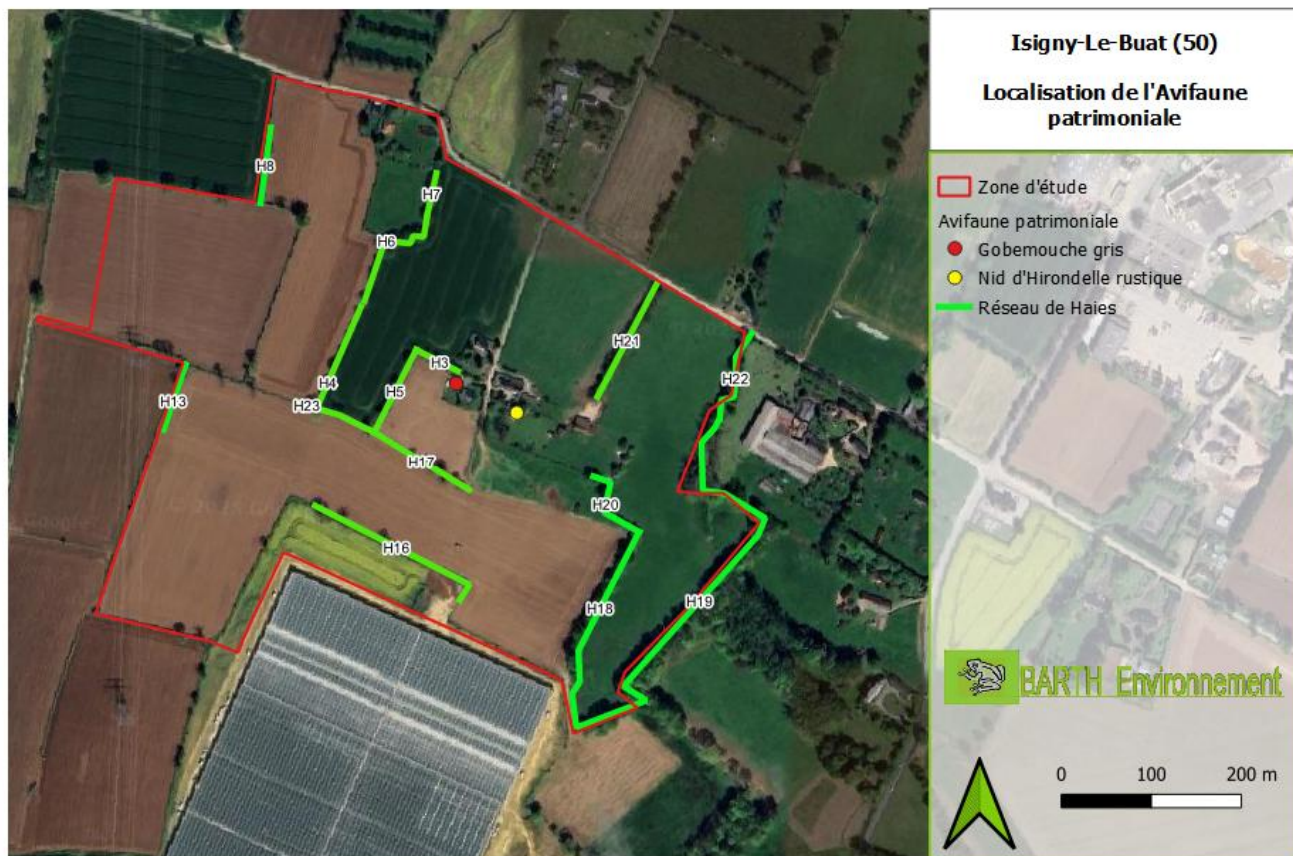 Isigny-Le-Buat (50)
Localisation de l'Avifaune
patrimoniale
Zone d'étude
Avifaune patrimoniale
Gobemouche gris
Nid d'Hirondelle rustique
Réseau de Haies
BARTH Environnement
0 100 200 m
H8
H7
H6
H21
H22
H4
H3
H5
H23
H13
H17
H20
H16
H18
H19